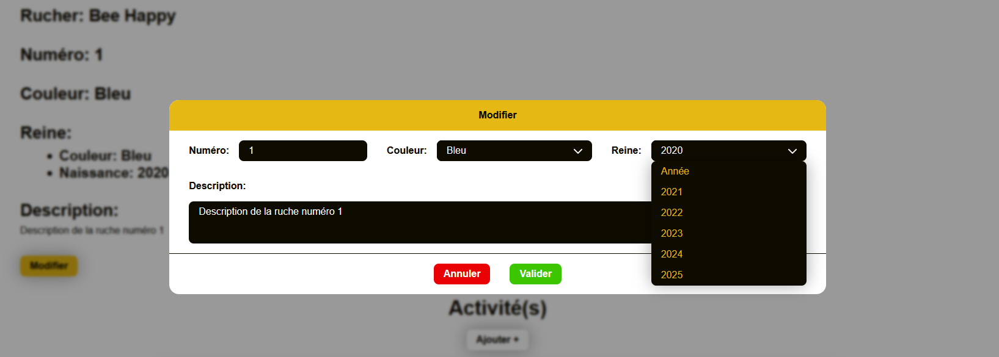 Rucher: Bee Happy
Numéro: 1
Couleur: Bleu
Reine:
• Couleur: Bleu
• Naissance: 2020
Description:
Description de la ruche numéro 1
Modifier
Modifier
Numéro: 1 Couleur: Bleu Reine: 2020
Année
2021
2022
2023
2024
2025
Description:
Description de la ruche numéro 1
Annuler Valider
Activité(s)
Ajouter +